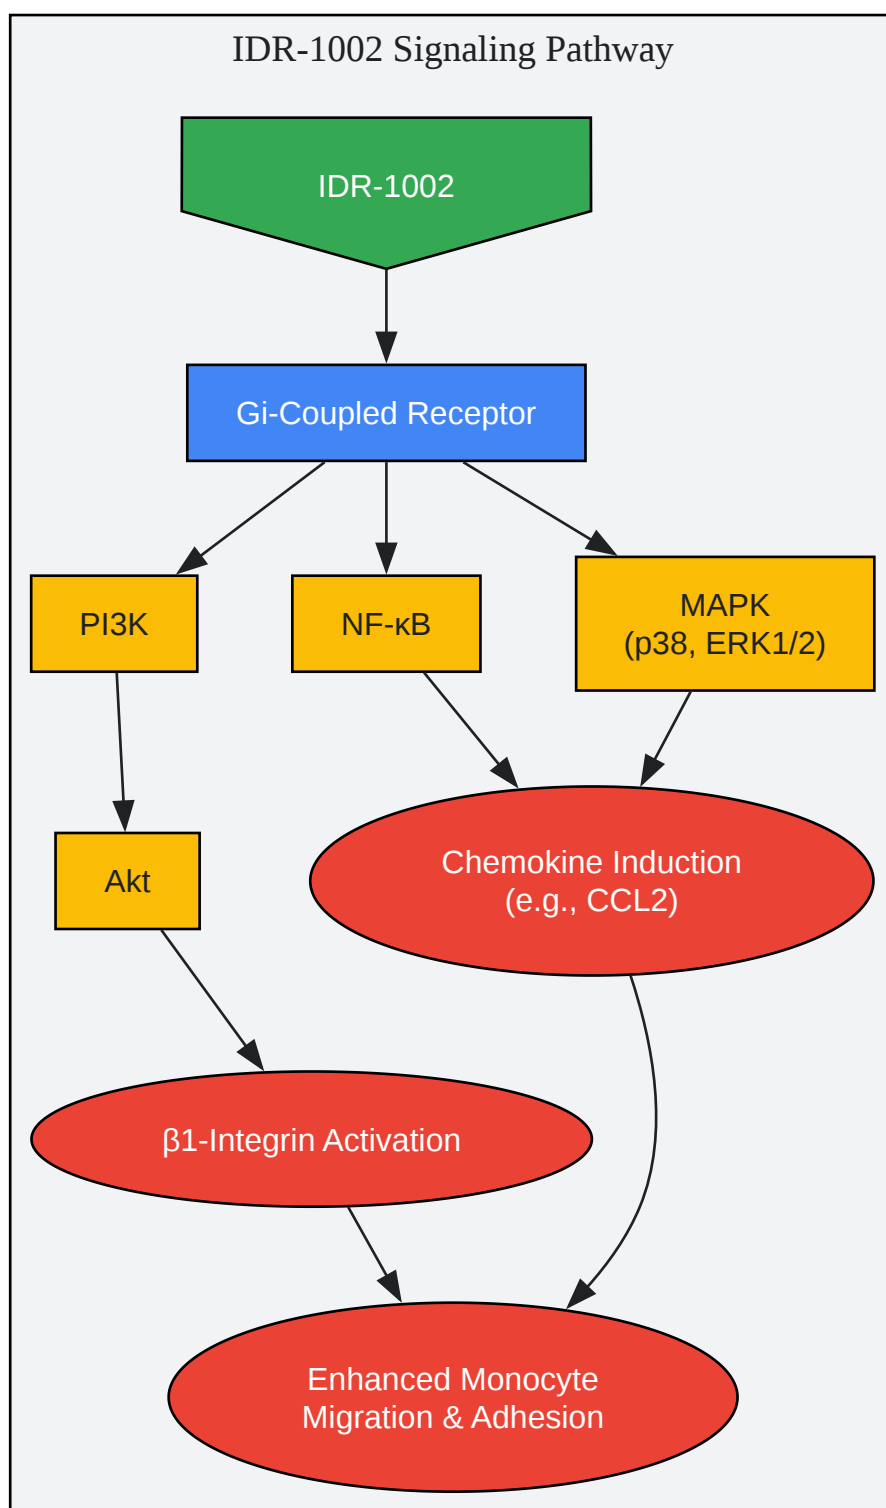 IDR-1002 Signaling Pathway
IDR-1002
Gi-Coupled Receptor
PI3K
NF-κB
MAPK
(p38, ERK1/2)
Akt
Chemokine Induction
(e.g., CCL2)
β1-Integrin Activation
Enhanced Monocyte
Migration & Adhesion